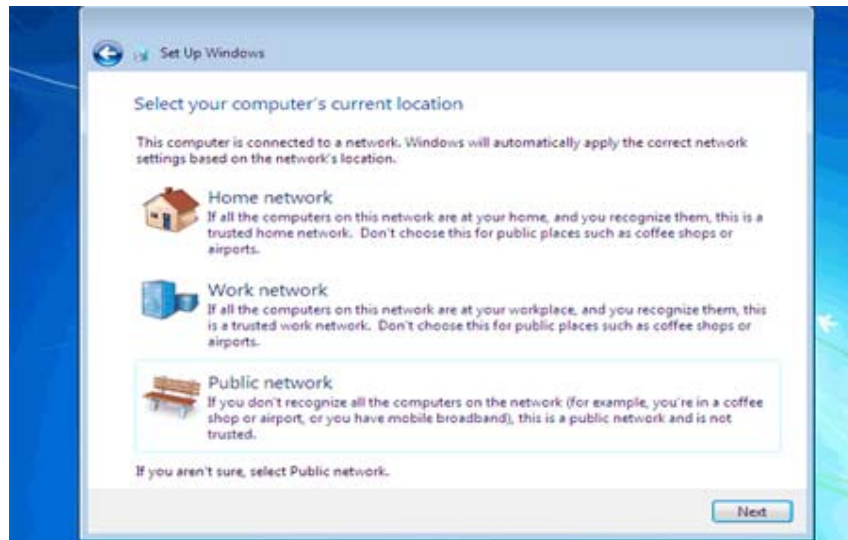 Set Up Windows
Select your computer's current location
This computer is connected to a network. Windows will automatically apply the correct network
settings based on the network's location.
Home network
If all the computers on this network are at your home, and you recognize them, this is a
trusted home network.  Don't choose this for public places such as coffee shops or
airports.
Work network
If all the computers on this network are at your workplace, and you recognize them, this
is a trusted work network.  Don't choose this for public places such as coffee shops or
airports.
Public network
If you don't recognize all the computers on the network (for example, you're in a coffee
shop or airport, or you have mobile broadband), this is a public network and is not
trusted.
If you aren't sure, select Public network.
Next